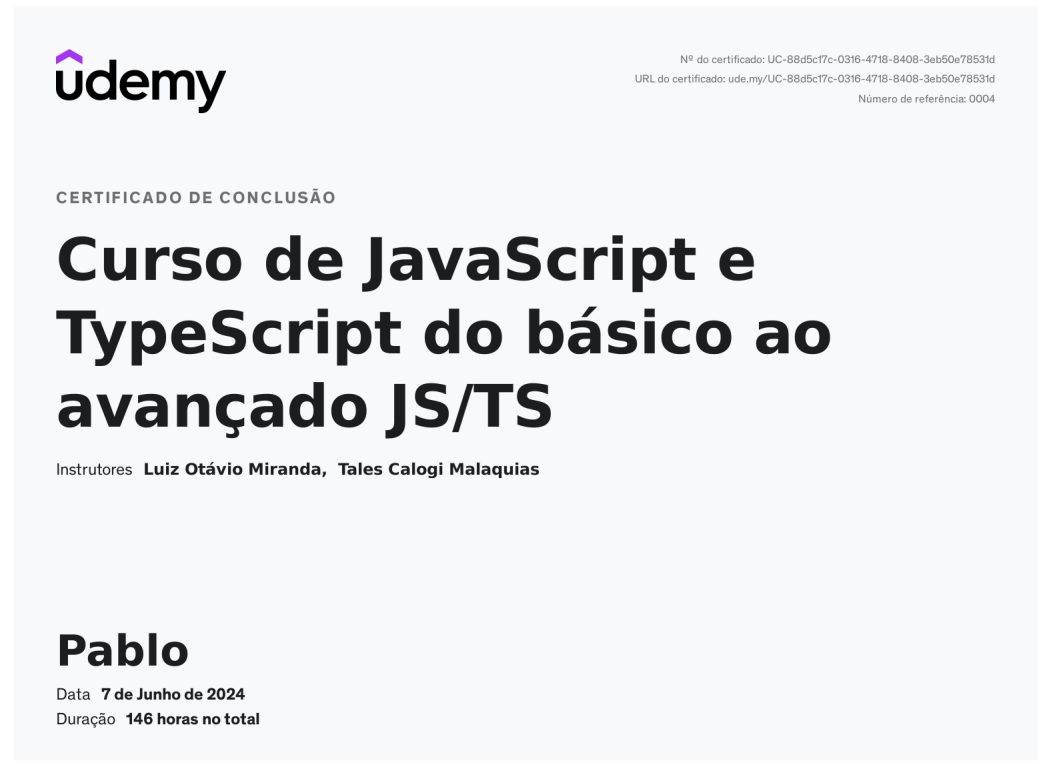 udemy
Nº do certificado: UC-88d5c17c-0316-4718-8408-3eb50e78531d
URL do certificado: ude.my/UC-88d5c17c-0316-4718-8408-3eb50e78531d
Número de referência: 0004
CERTIFICADO DE CONCLUSÃO
Curso de JavaScript e
TypeScript do básico ao
avançado JS/TS
Instrutores Luiz Otávio Miranda, Tales Calogi Malaquias
Pablo
Data 7 de Junho de 2024
Duração 146 horas no total